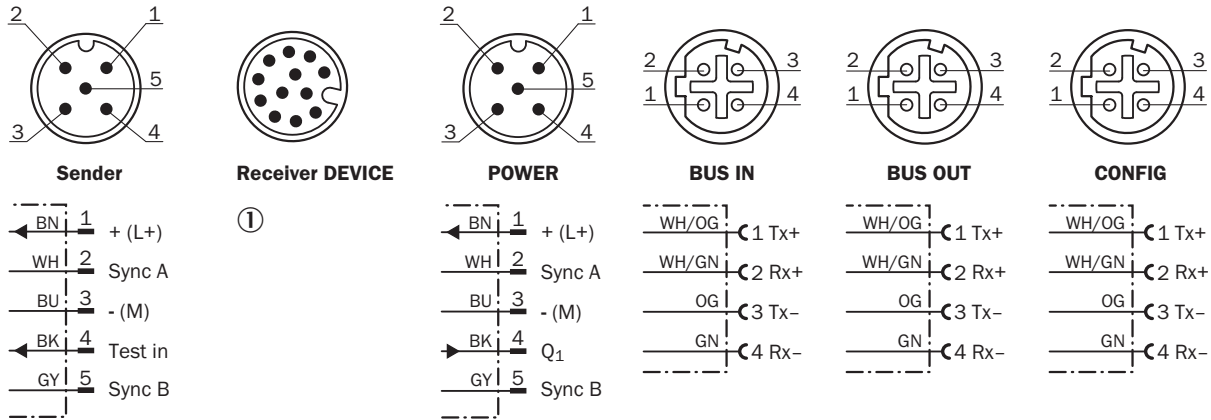 2 1
5
3 4
Sender
BN 1 + (L+)
WH 2 Sync A
BU 3 - (M)
BK 4 Test in
GY 5 Sync B
Receiver DEVICE
①
2 1
5
3 4
POWER
BN 1 + (L+)
WH 2 Sync A
BU 3 - (M)
BK 4 Q1
GY 5 Sync B
2 3
1 4
BUS IN
WH/OG 1 Tx+
WH/GN 2 Rx+
OG 3 Tx–
GN 4 Rx–
2 3
1 4
BUS OUT
WH/OG 1 Tx+
WH/GN 2 Rx+
OG 3 Tx–
GN 4 Rx–
2 3
1 4
CONFIG
WH/OG 1 Tx+
WH/GN 2 Rx+
OG 3 Tx–
GN 4 Rx–